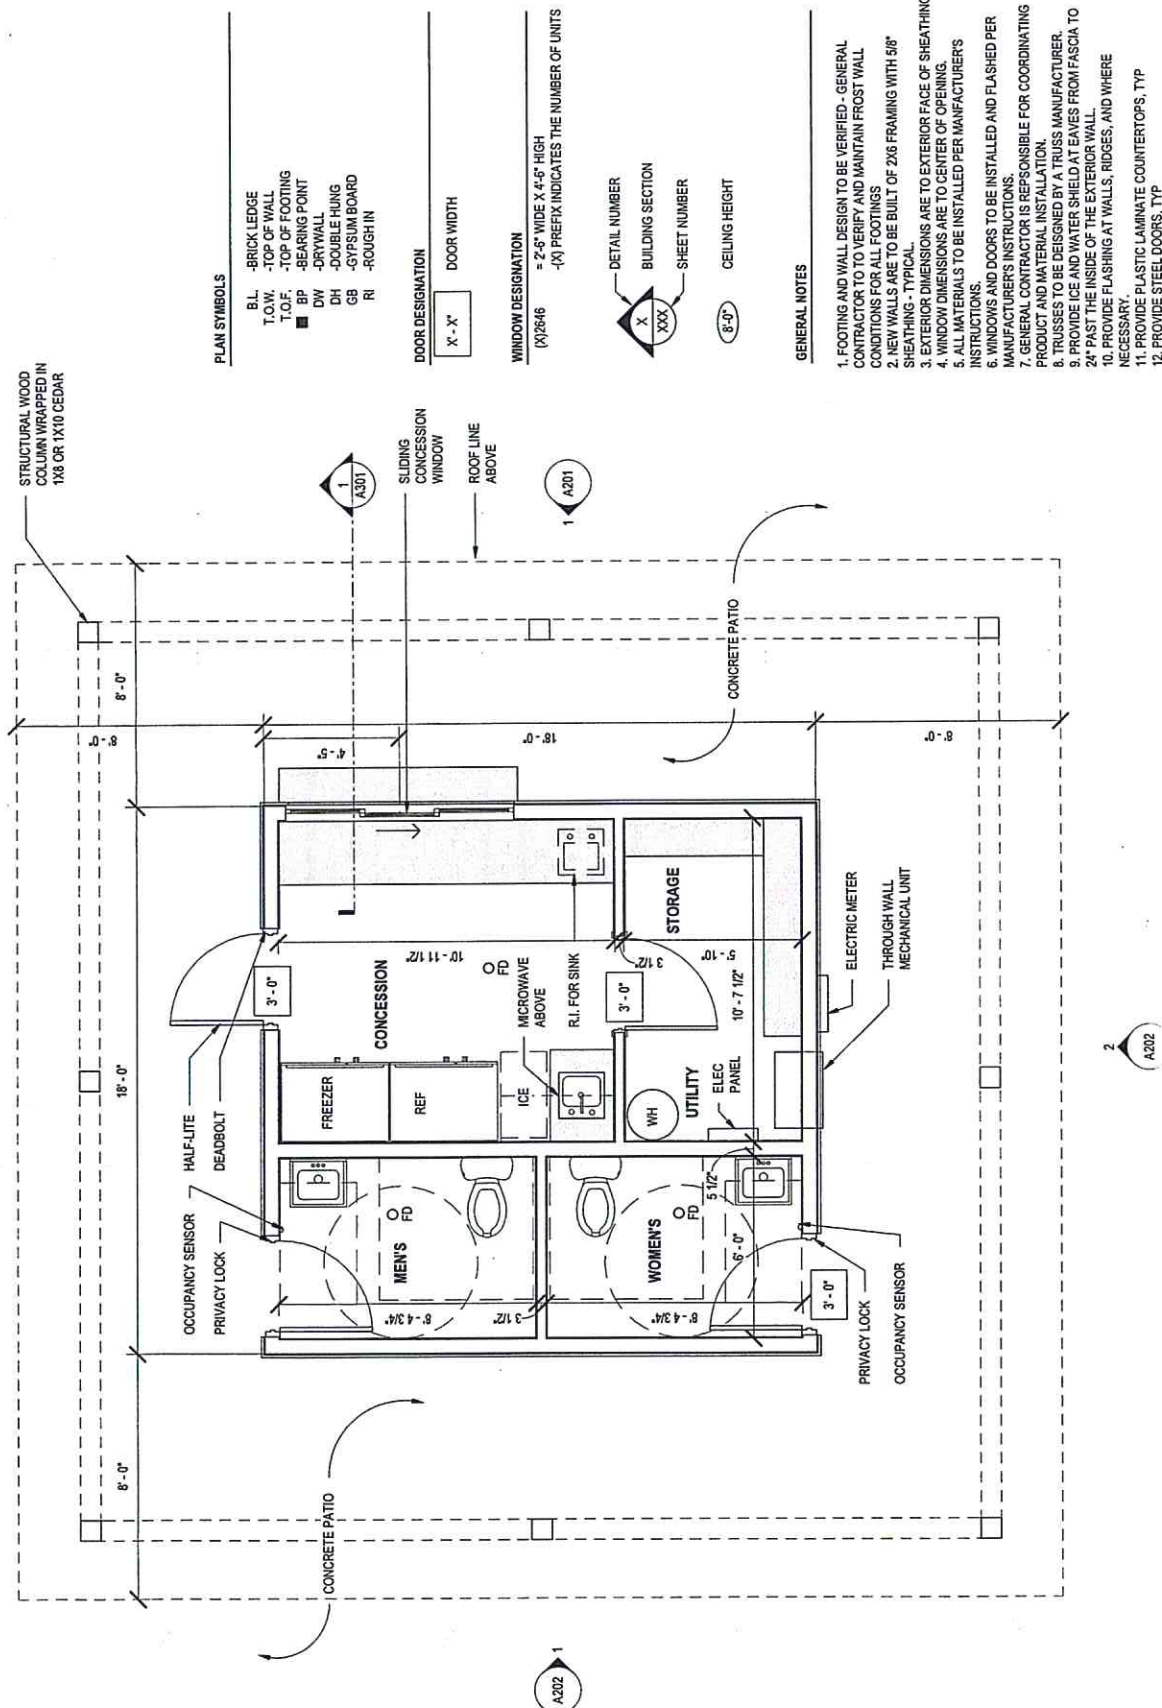 STRUCTURAL WOOD
COLUMN WRAPPED IN
1X8 OR 1X10 CEDAR
8'-0"
18'-0"
8'-0"
8'-0"
18'-0"
8'-0"
4'-5"
1
A301
SLIDING
CONCESSION
WINDOW
ROOF LINE
ABOVE
1
A201
CONCRETE PATIO
OCCUPANCY SENSOR
PRIVACY LOCK
HALF-LITE
DEADBOLT
3'-0"
CONCESSION
10'-11 1/2"
FD
FREEZER
REF
ICE
MICROWAVE
ABOVE
R.I. FOR SINK
3'-0"
3 1/2"
STORAGE
5'-10"
10'-7 1/2"
UTILITY
WH
ELEC
PANEL
MEN'S
FD
8'-4 3/4"
3 1/2"
WOMEN'S
FD
8'-4 3/4"
6'-0"
5 1/2"
3'-0"
PRIVACY LOCK
OCCUPANCY SENSOR
ELECTRIC METER
THROUGH WALL
MECHANICAL UNIT
CONCRETE PATIO
A202
1
2
A202
PLAN SYMBOLS
B.L. -BRICK LEDGE
T.O.W. -TOP OF WALL
T.O.F. -TOP OF FOOTING
BP -BEARING POINT
DW -DRYWALL
DH -DOUBLE HUNG
GB -GYPSUM BOARD
RI -ROUGH IN
DOOR DESIGNATION
X'-X" DOOR WIDTH
WINDOW DESIGNATION
(X)2646 = 2'-6" WIDE X 4'-6" HIGH
-(X) PREFIX INDICATES THE NUMBER OF UNITS
DETAIL NUMBER
X
XXX
BUILDING SECTION
SHEET NUMBER
8'-0"
CEILING HEIGHT
GENERAL NOTES
1. FOOTING AND WALL DESIGN TO BE VERIFIED - GENERAL
CONTRACTOR TO TO VERIFY AND MAINTAIN FROST WALL
CONDITIONS FOR ALL FOOTINGS
2. NEW WALLS ARE TO BE BUILT OF 2X6 FRAMING WITH 5/8"
SHEATHING - TYPICAL.
3. EXTERIOR DIMENSIONS ARE TO EXTERIOR FACE OF SHEATHING
4. WINDOW DIMENSIONS ARE TO CENTER OF OPENING.
5. ALL MATERIALS TO BE INSTALLED PER MANFACTURER'S
INSTRUCTIONS.
6. WINDOWS AND DOORS TO BE INSTALLED AND FLASHED PER
MANUFACTURER'S INSTRUCTIONS.
7. GENERAL CONTRACTOR IS REPSONSIBLE FOR COORDINATING
PRODUCT AND MATERIAL INSTALLATION.
8. TRUSSES TO BE DEISGNED BY A TRUSS MANUFACTURER.
9. PROVIDE ICE AND WATER SHIELD AT EAVES FROM FASCIA TO
24" PAST THE INSIDE OF THE EXTERIOR WALL.
10. PROVIDE FLASHING AT WALLS, RIDGES, AND WHERE
NECESSARY.
11. PROVIDE PLASTIC LAMINATE COUNTERTOPS, TYP
12. PROVIDE STEEL DOORS, TYP